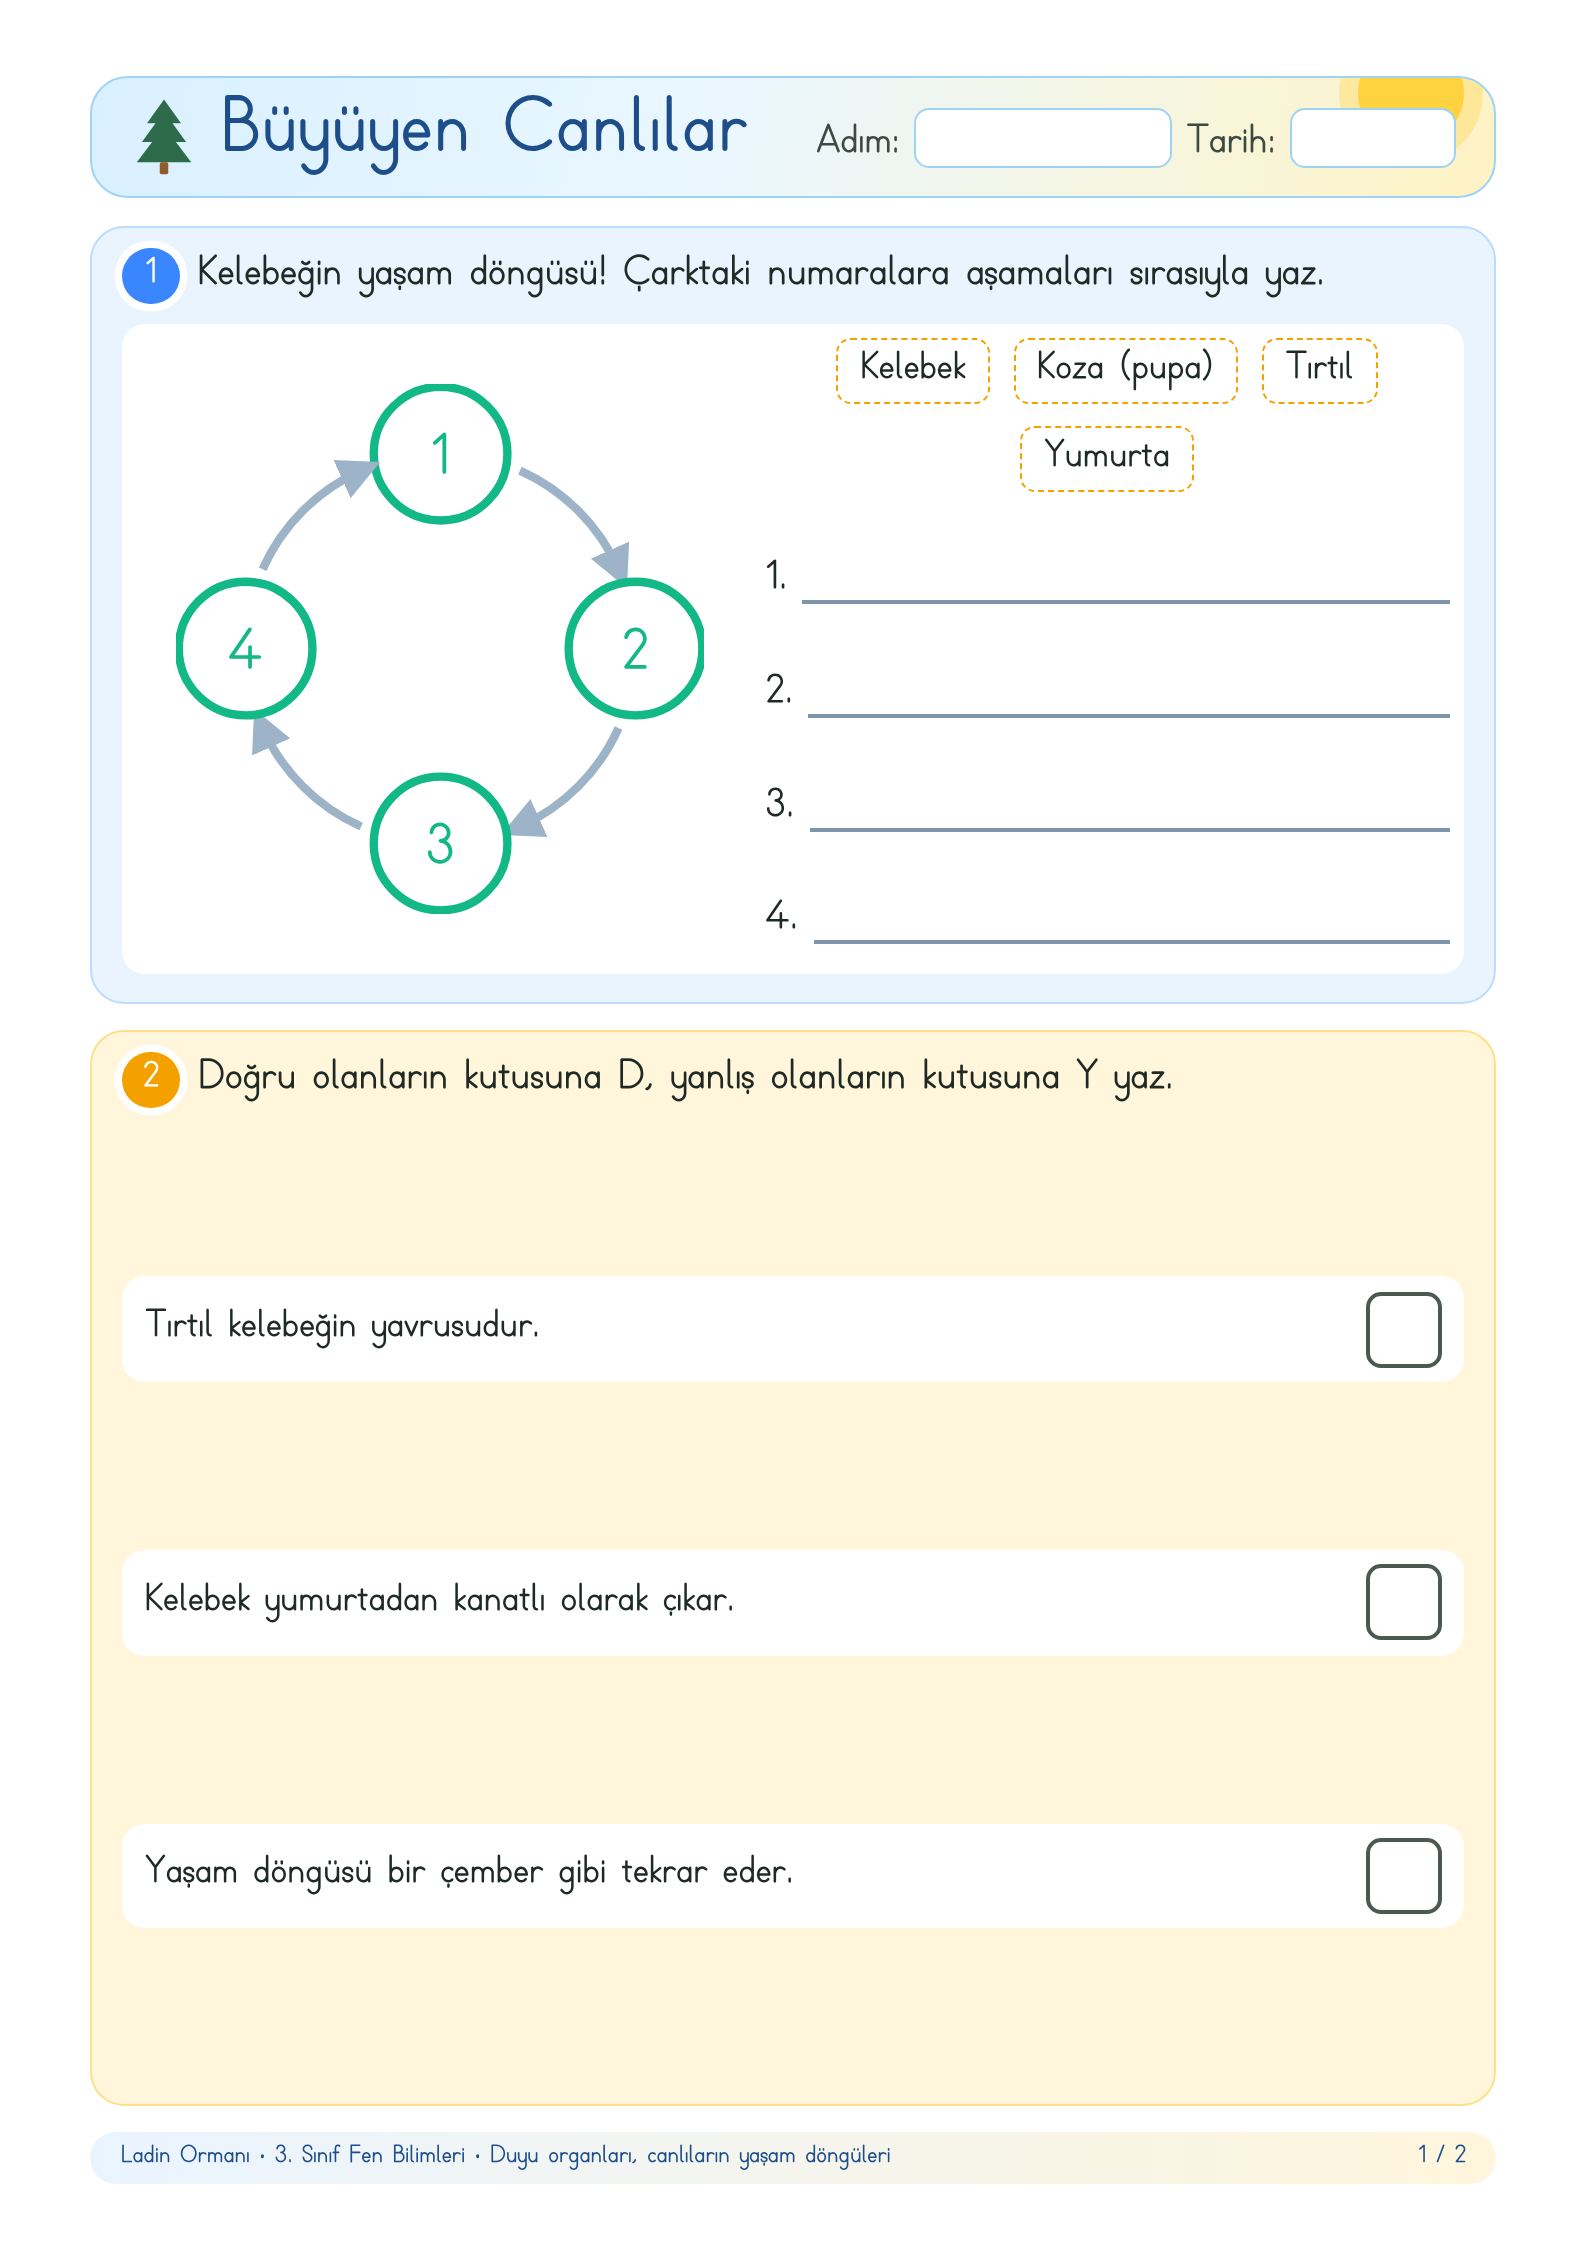 Büyüyen Canlılar
Adım:
Tarih:
1 Kelebeğin yaşam döngüsü! Çarktaki numaralara aşamaları sırasıyla yaz.
1
2
3
4
Kelebek
Koza (pupa)
Tırtıl
Yumurta
1.
2.
3.
4.
2 Doğru olanların kutusuna D, yanlış olanların kutusuna Y yaz.
Tırtıl kelebeğin yavrusudur.
Kelebek yumurtadan kanatlı olarak çıkar.
Yaşam döngüsü bir çember gibi tekrar eder.
Ladin Ormanı • 3. Sınıf Fen Bilimleri • Duyu organları, canlıların yaşam döngüleri
1 / 2